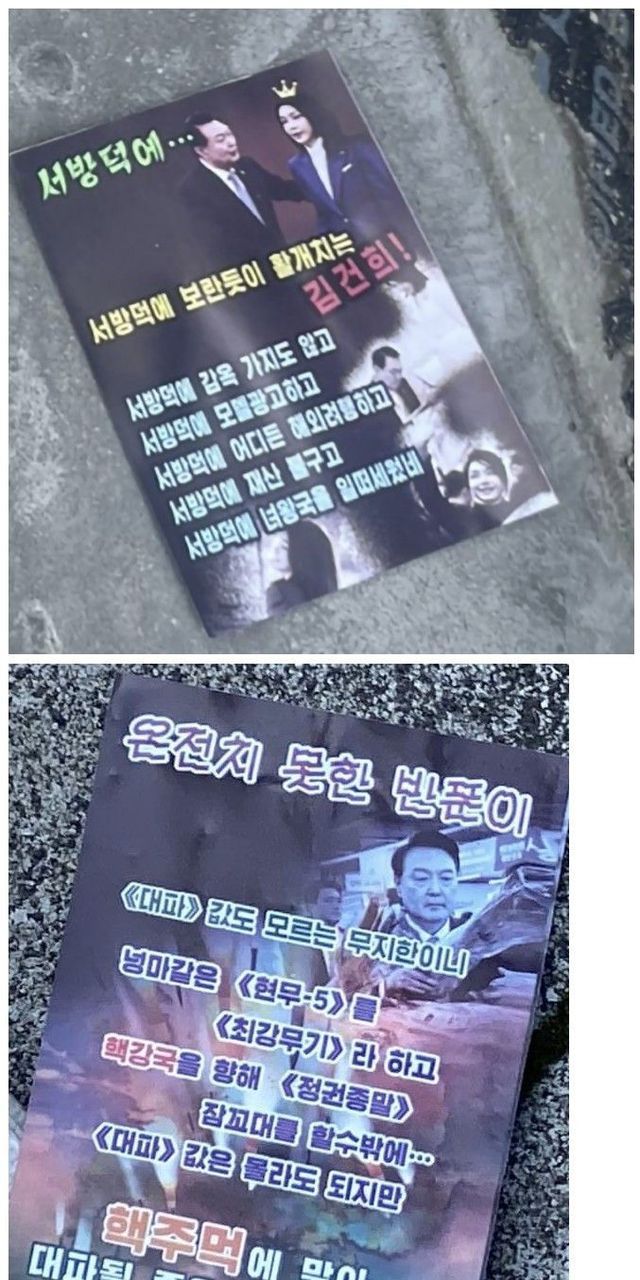 서방덕에…
서방덕에 보란듯이 활개치는
김건희!
서방덕에 감옥 가지도 않고
서방덕에 모델광고하고
서방덕에 어디든 해외려행하고
서방덕에 재산 불구고
서방덕에 녀왕국을 일떠세웠네
온전치 못한 반푼이
《대파》 값도 모르는 무지한이니
넝마같은 《현무-5》를
《최강무기》라 하고
핵강국을 향해 《정권종말》
잠꼬대를 할수밖에…
《대파》 값은 몰라도 되지만
핵주먹에